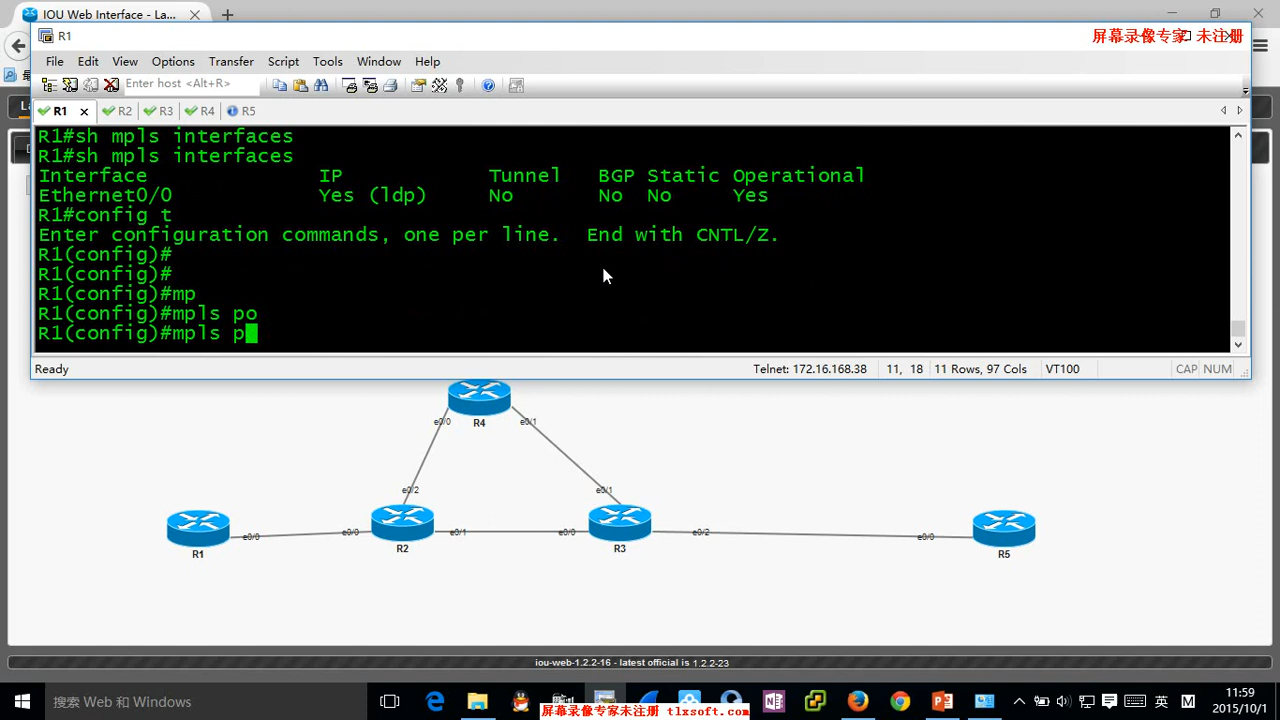 IOU Web Interface - La...
R1
屏幕录像专家 未注册
File Edit View Options Transfer Script Tools Window Help
Enter host <Alt+R>
R1 R2 R3 R4 R5
R1#sh mpls interfaces
R1#sh mpls interfaces
Interface IP Tunnel BGP Static Operational
Ethernet0/0 Yes (ldp) No No No Yes
R1#config t
Enter configuration commands, one per line. End with CNTL/Z.
R1(config)#
R1(config)#
R1(config)#mp
R1(config)#mpls po
R1(config)#mpls p
Ready Telnet: 172.16.168.38 11, 18 11 Rows, 97 Cols VT100 CAP NUM
R4
e0/0 e0/1
e0/2 e0/1
e0/0 e0/0 e0/1 e0/0 e0/2 e0/0
R1 R2 R3 R5
iou-web-1.2.2-16 - latest official is 1.2.2-23
搜索 Web 和 Windows
英
11:59
2015/10/1
屏幕录像专家未注册 tlxsoft.com